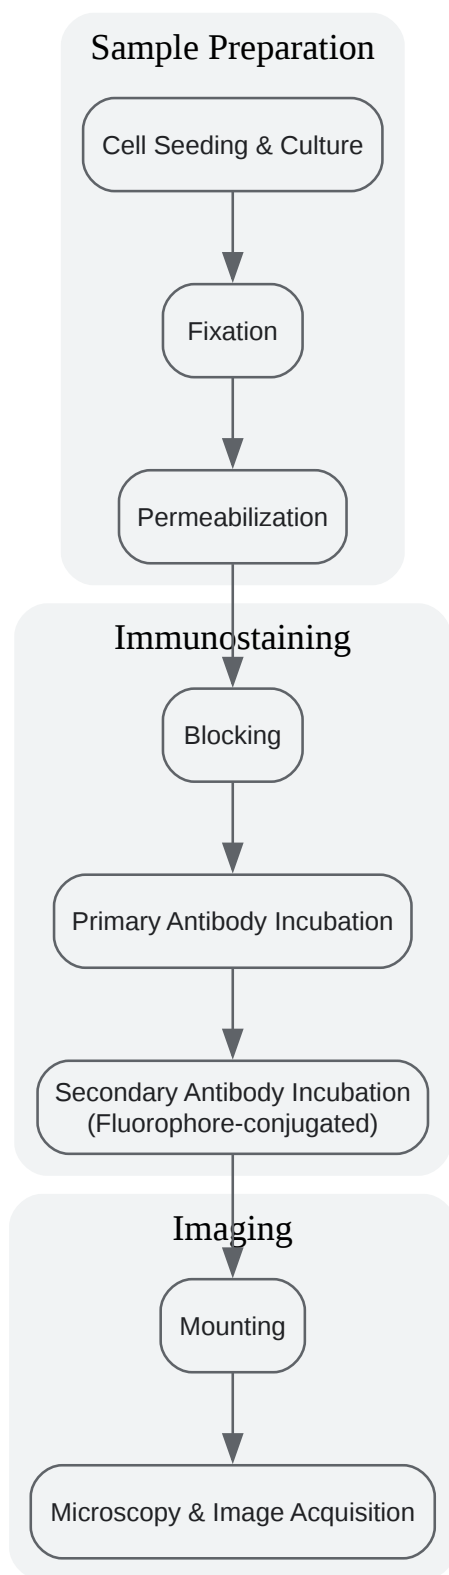 Sample Preparation
Cell Seeding & Culture
Fixation
Permeabilization
Immunostaining
Blocking
Primary Antibody Incubation
Secondary Antibody Incubation
(Fluorophore-conjugated)
Imaging
Mounting
Microscopy & Image Acquisition